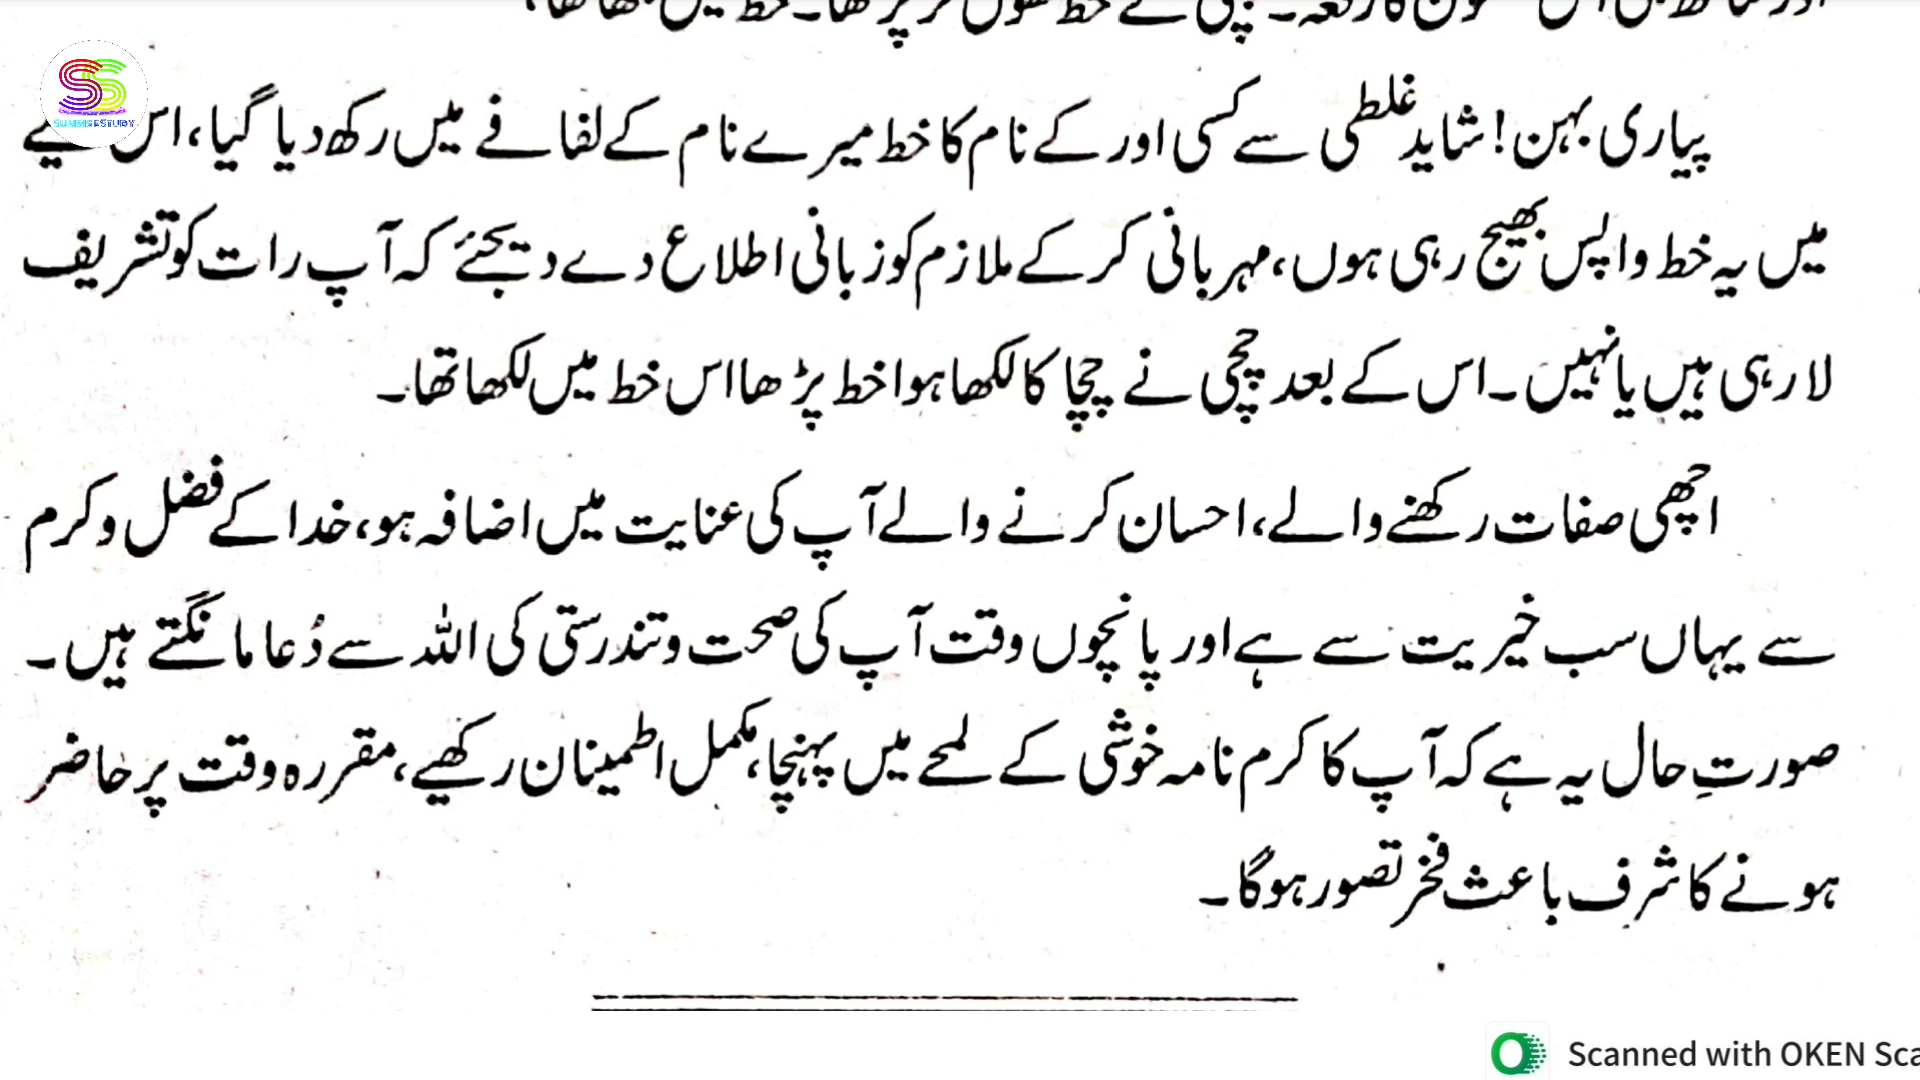 پیاری بہن! شاید غلطی سے کسی اور کے نام کا خط میرے نام کے لفافے میں رکھ دیا گیا، اس لیے
میں یہ خط واپس بھیج رہی ہوں، مہربانی کر کے ملازم کو زبانی اطلاع دے دیجئے کہ آپ رات کو تشریف
لا رہی ہیں یا نہیں۔ اس کے بعد چچی نے چچا کا لکھا ہوا خط پڑھا اس خط میں لکھا تھا۔
اچھی صفات رکھنے والے، احسان کرنے والے آپ کی عنایت میں اضافہ ہو، خدا کے فضل و کرم
سے یہاں سب خیریت سے ہے اور پانچوں وقت آپ کی صحت و تندرستی کی اللہ سے دُعا مانگتے ہیں۔
صورتِ حال یہ ہے کہ آپ کا کرم نامہ خوشی کے لمحے میں پہنچا، مکمل اطمینان رکھیے، مقررہ وقت پر حاضر
ہونے کا شرف باعث فخر تصور ہوگا۔
Scanned with OKEN